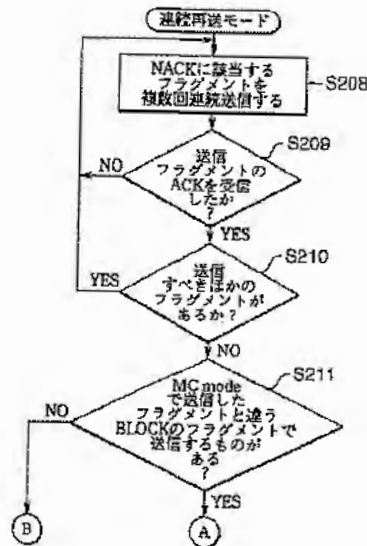 連続再送モード
NACKに該当する
フラグメントを
複数回連続送信する
S208
S209
送信
フラグメントの
ACKを受信
したか
?
NO
YES
S210
送信
すべきほかの
フラグメントが
あるか?
YES
NO
S211
MC mode
で送信した
フラグメントと違う
BLOCKのフラグメントで
送信するものが
ある
?
NO
YES
B
A